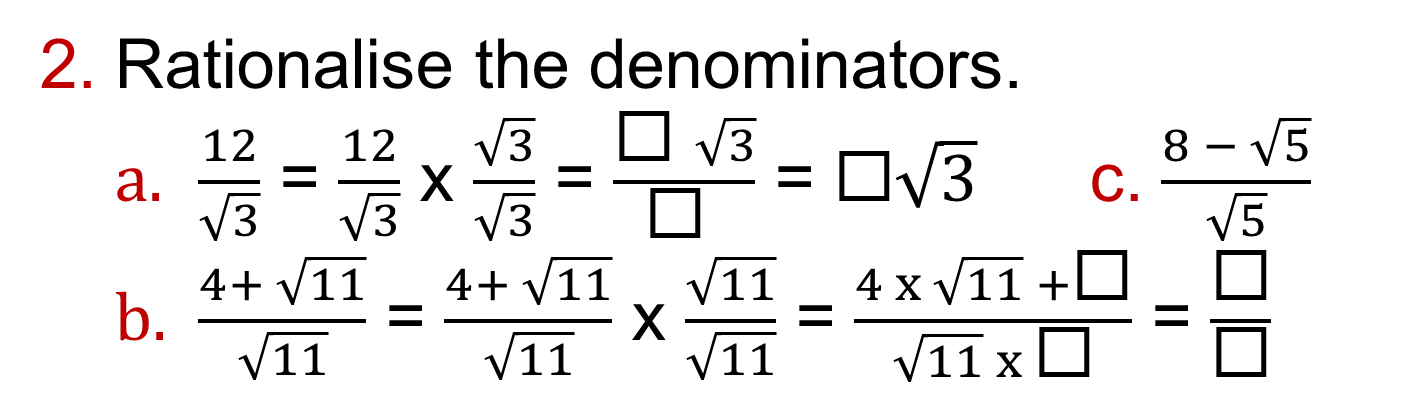 2. Rationalise the denominators.
a. 12/√3 = 12/√3 x √3/√3 = □ √3/□ = □√3 c. 8 − √5/√5
b. 4+ √11/√11 = 4+ √11/√11 x √11/√11 = 4 x √11 +□/√11 x □ = □/□